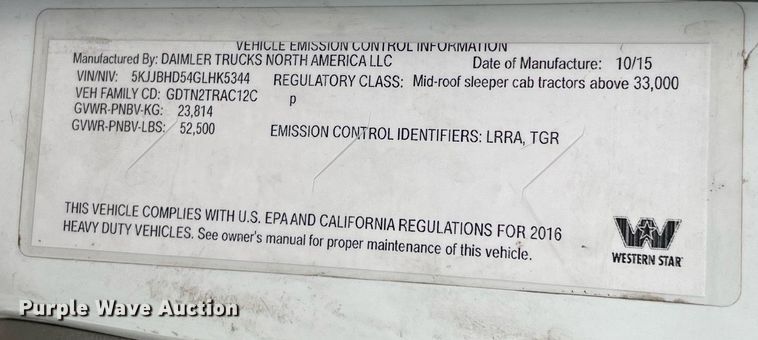 VEHICLE EMISSION CONTROL INFORMATION
Manufactured By: DAIMLER TRUCKS NORTH AMERICA LLC Date of Manufacture: 10/15
VIN/NIV: 5KJJBHD54GLHK5344 REGULATORY CLASS: Mid-roof sleeper cab tractors above 33,000
VEH FAMILY CD: GDTN2TRAC12C p
GVWR-PNBV-KG: 23,814
GVWR-PNBV-LBS: 52,500 EMISSION CONTROL IDENTIFIERS: LRRA, TGR
THIS VEHICLE COMPLIES WITH U.S. EPA AND CALIFORNIA REGULATIONS FOR 2016
HEAVY DUTY VEHICLES. See owner's manual for proper maintenance of this vehicle.
WESTERN STAR
Purple Wave Auction